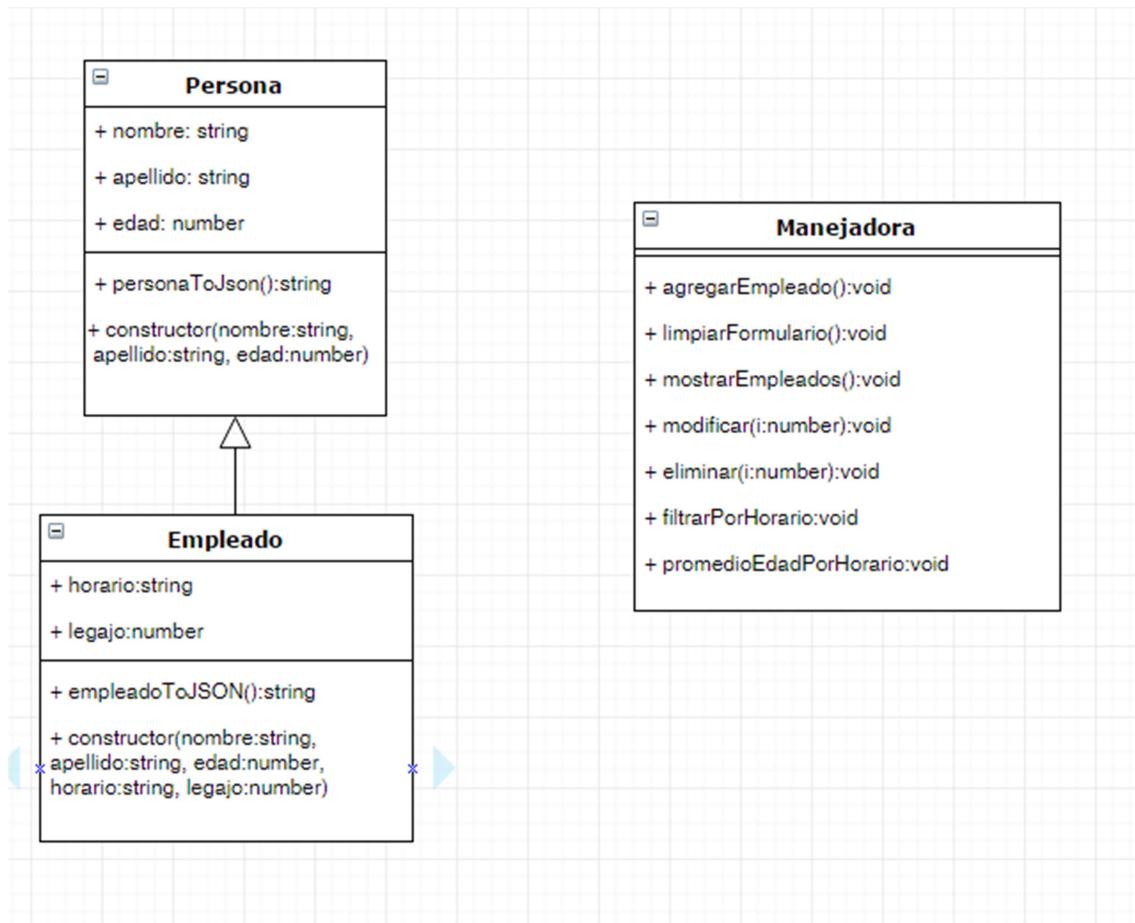 Persona
+ nombre: string
+ apellido: string
+ edad: number
+ personaToJson():string
+ constructor(nombre:string,
apellido:string, edad:number)
Empleado
+ horario:string
+ legajo:number
+ empleadoToJSON():string
+ constructor(nombre:string,
apellido:string, edad:number,
horario:string, legajo:number)
Manejadora
+ agregarEmpleado():void
+ limpiarFormulario():void
+ mostrarEmpleados():void
+ modificar(i:number):void
+ eliminar(i:number):void
+ filtrarPorHorario:void
+ promedioEdadPorHorario:void